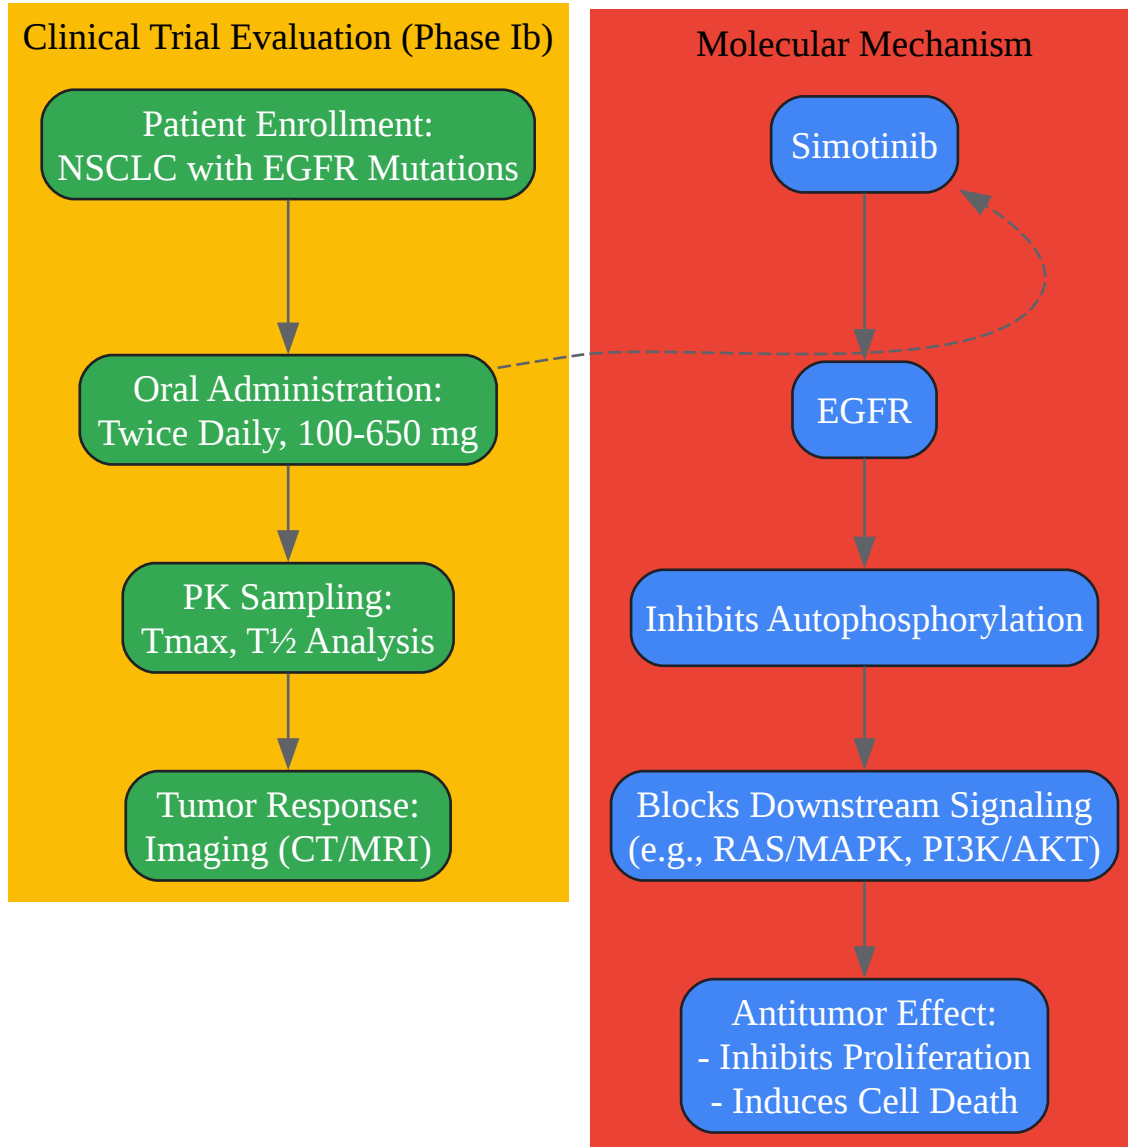 Clinical Trial Evaluation (Phase Ib)
Patient Enrollment:
NSCLC with EGFR Mutations
Oral Administration:
Twice Daily, 100-650 mg
PK Sampling:
Tmax, T½ Analysis
Tumor Response:
Imaging (CT/MRI)
Molecular Mechanism
Simotinib
EGFR
Inhibits Autophosphorylation
Blocks Downstream Signaling
(e.g., RAS/MAPK, PI3K/AKT)
Antitumor Effect:
- Inhibits Proliferation
- Induces Cell Death